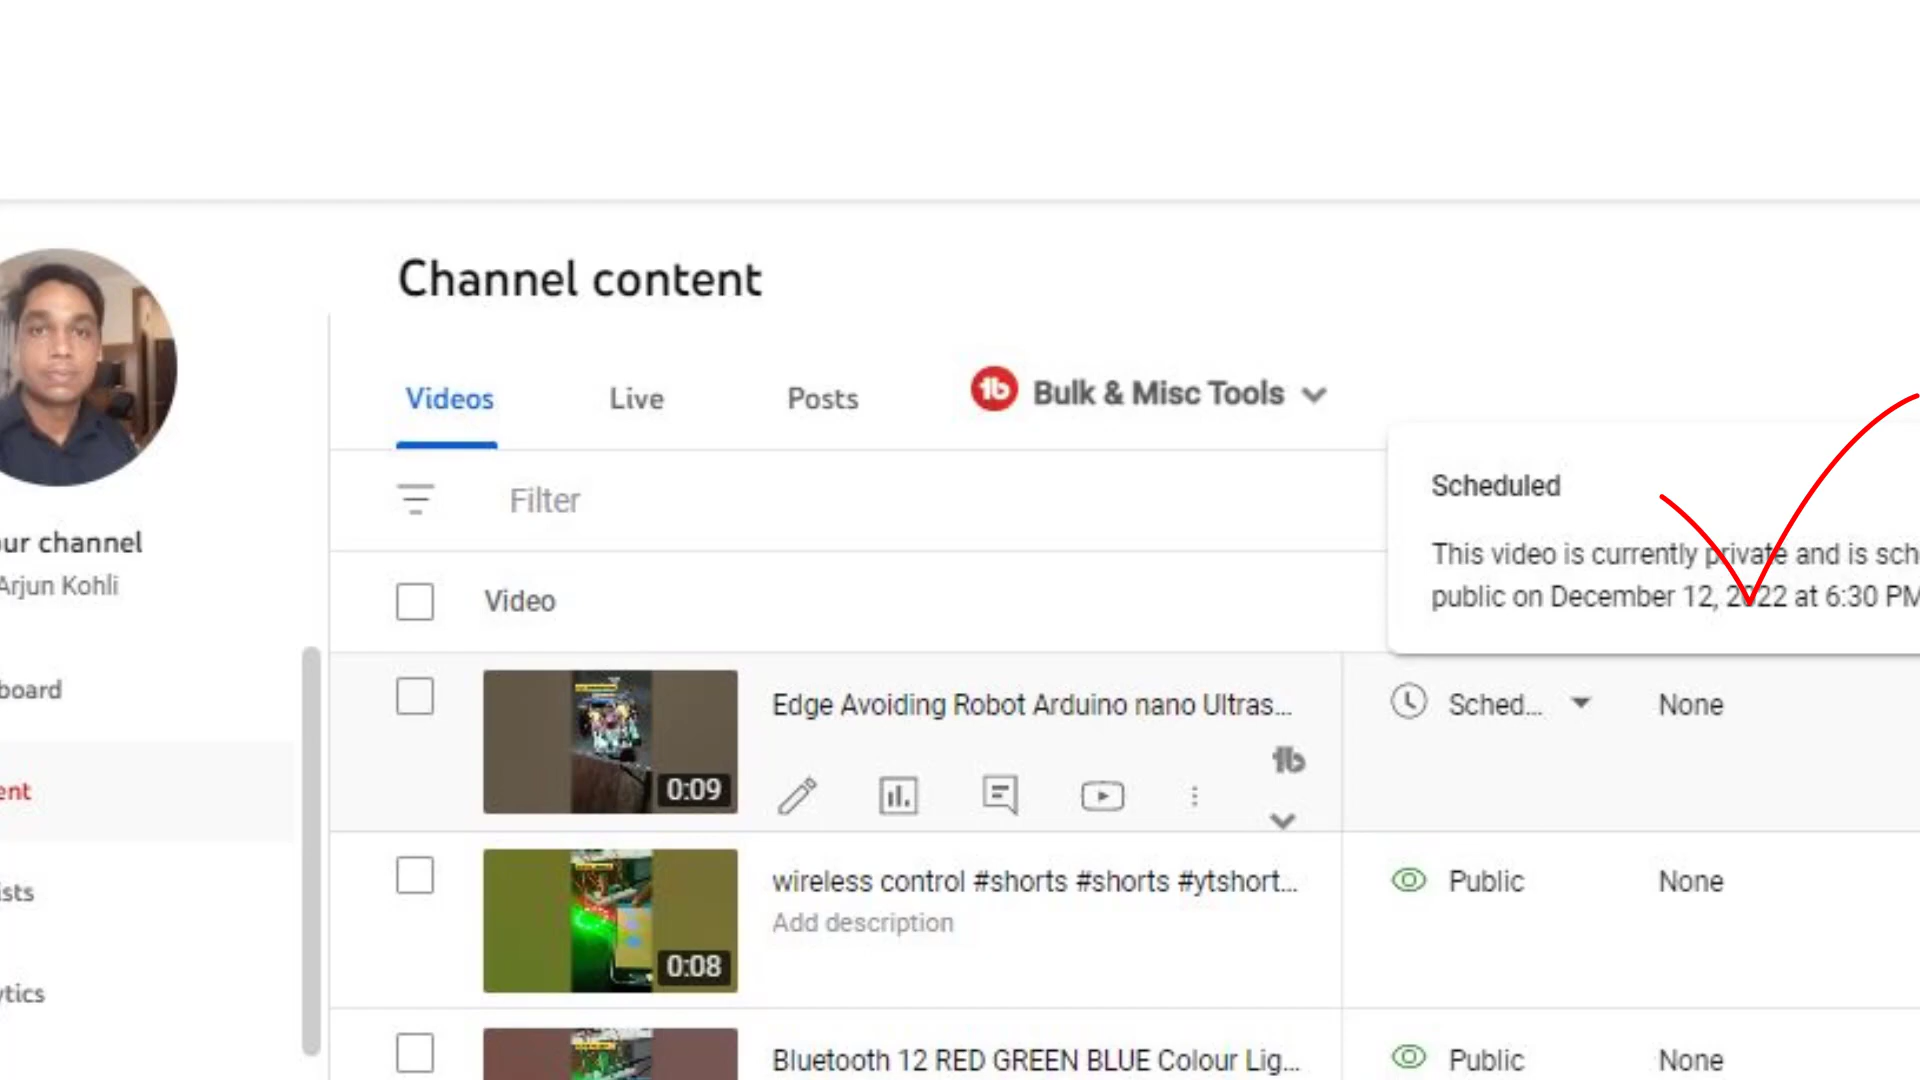 Channel content
our channel
Arjun Kohli
board
ent
ists
ytics
Videos Live Posts Bulk & Misc Tools
Filter
Video
Scheduled
This video is currently private and is sch
public on December 12, 2022 at 6:30 PM
Edge Avoiding Robot Arduino nano Ultras... Sched... None
0:09
wireless control #shorts #shorts #ytshort... Public None
Add description
0:08
Bluetooth 12 RED GREEN BLUE Colour Lig... Public None